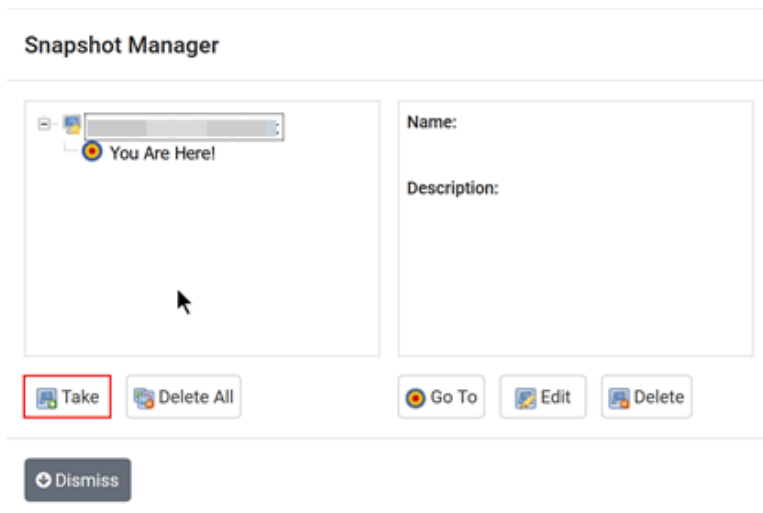 Snapshot Manager
You Are Here!
Name:
Description:
Take
Delete All
Go To
Edit
Delete
Dismiss